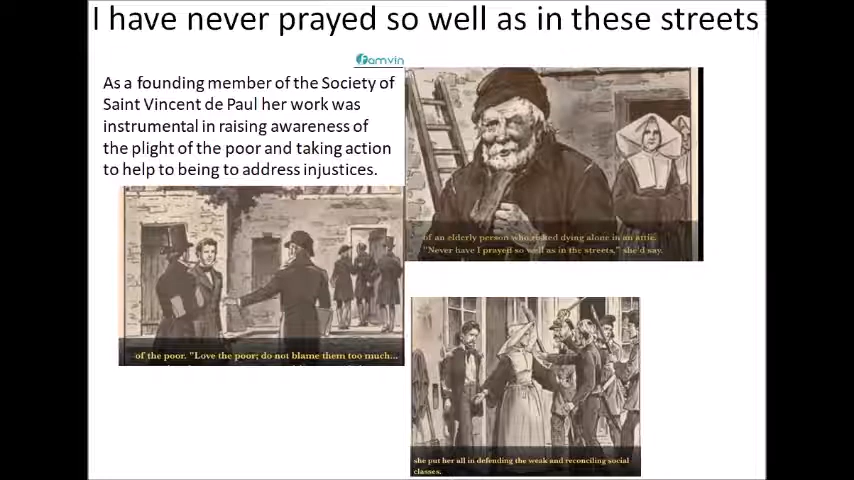 I have never prayed so well as in these streets
famvin
As a founding member of the Society of
Saint Vincent de Paul her work was
instrumental in raising awareness of
the plight of the poor and taking action
to help to being to address injustices.
of an elderly person who risked dying alone in an attic.
"Never have I prayed so well as in the streets," she'd say.
of the poor. "Love the poor; do not blame them too much...
she put her all in defending the weak and reconciling social
classes.